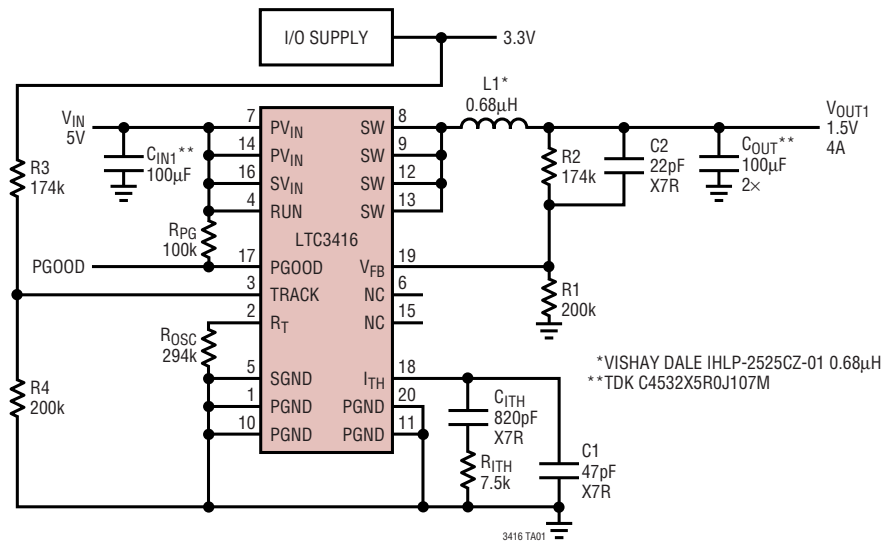 I/O SUPPLY
3.3V
L1*
0.68µH
VIN
5V
CIN1**
100µF
R3
174k
RPG
100k
PGOOD
ROSC
294k
R4
200k
7
14
16
4
17
3
2
5
1
10
PVIN
PVIN
SVIN
RUN
PGOOD
TRACK
RT
SGND
PGND
PGND
LTC3416
SW
SW
SW
SW
VFB
NC
NC
ITH
PGND
PGND
8
9
12
13
19
6
15
18
20
11
R2
174k
C2
22pF
X7R
COUT**
100µF
2×
VOUT1
1.5V
4A
R1
200k
CITH
820pF
X7R
RITH
7.5k
C1
47pF
X7R
*VISHAY DALE IHLP-2525CZ-01 0.68µH
**TDK C4532X5R0J107M
3416 TA01